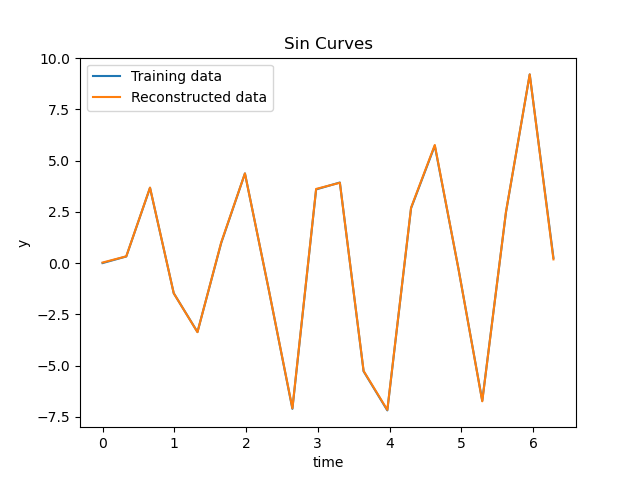 Sin Curves
Training data
Reconstructed data
10.0
7.5
5.0
2.5
0.0
−2.5
−5.0
−7.5
y
0 1 2 3 4 5 6
time